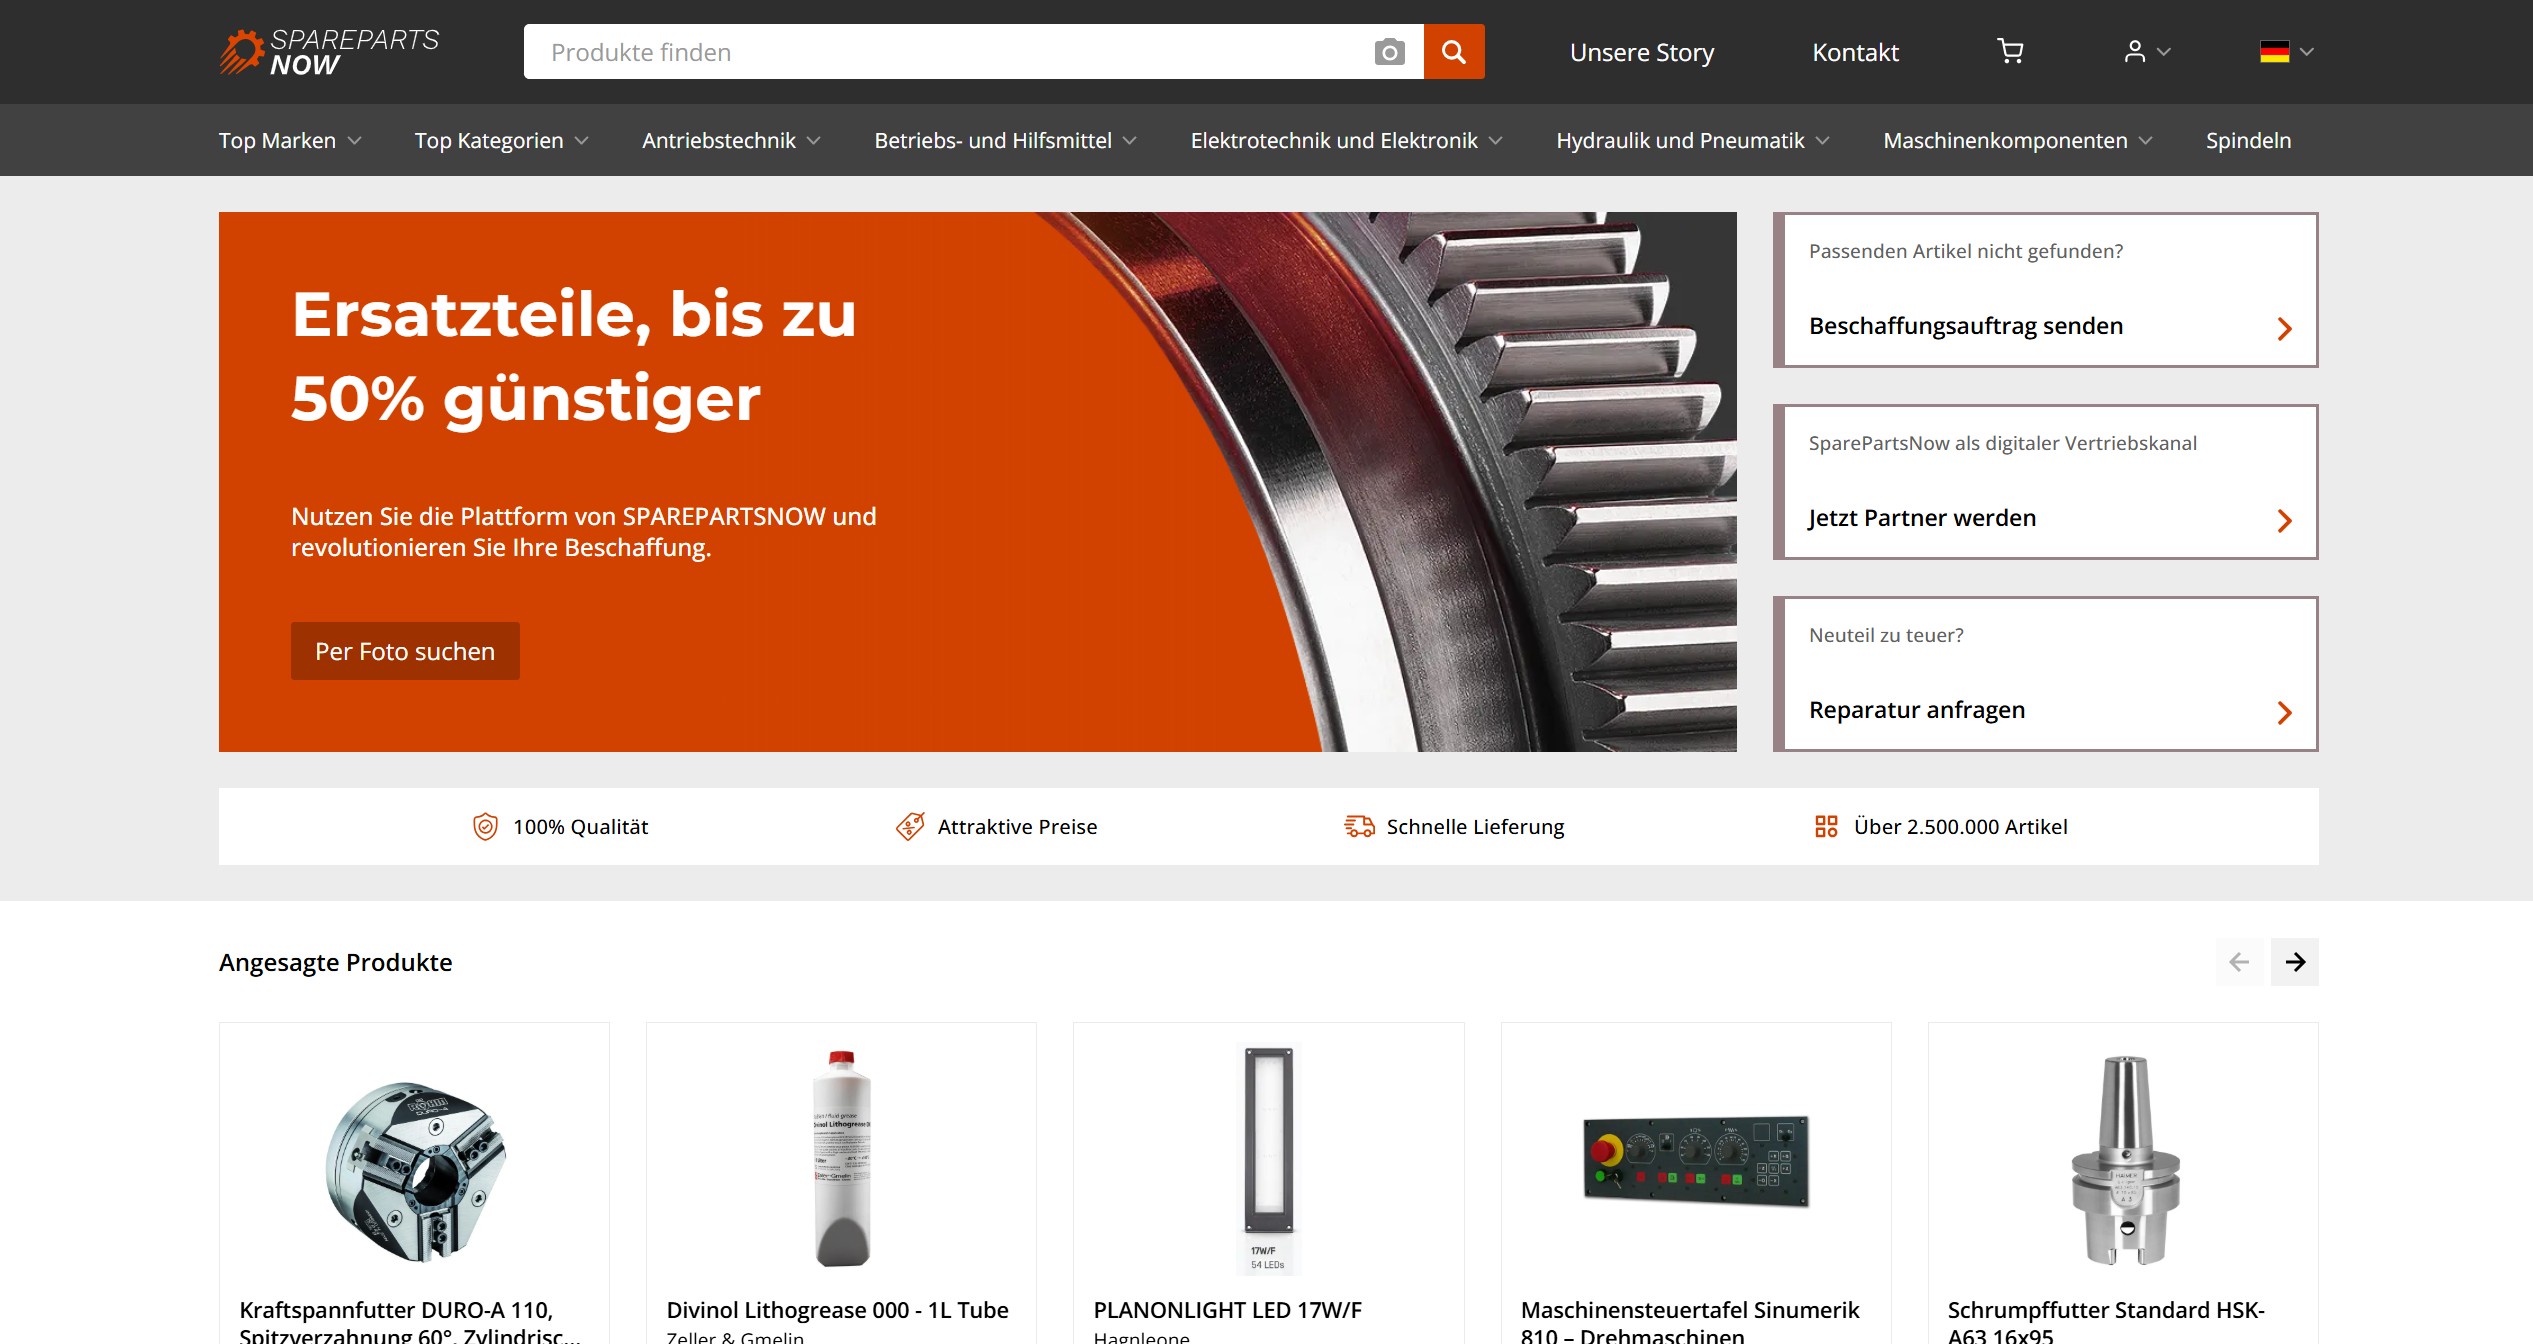 SPAREPARTS
NOW
Produkte finden
Unsere Story
Kontakt
Top Marken
Top Kategorien
Antriebstechnik
Betriebs- und Hilfsmittel
Elektrotechnik und Elektronik
Hydraulik und Pneumatik
Maschinenkomponenten
Spindeln
Ersatzteile, bis zu
50% günstiger
Nutzen Sie die Plattform von SPAREPARTSNOW und
revolutionieren Sie Ihre Beschaffung.
Per Foto suchen
Passenden Artikel nicht gefunden?
Beschaffungsauftrag senden
SparePartsNow als digitaler Vertriebskanal
Jetzt Partner werden
Neuteil zu teuer?
Reparatur anfragen
100% Qualität
Attraktive Preise
Schnelle Lieferung
Über 2.500.000 Artikel
Angesagte Produkte
17W/F
54 LEDs
Kraftspannfutter DURO-A 110,
Spitzverzahnung 60°, Zylindrisc...
Divinol Lithogrease 000 - 1L Tube
Zeller & Gmelin
PLANONLIGHT LED 17W/F
Hagnleone
Maschinensteuertafel Sinumerik
810 – Drehmaschinen
Schrumpffutter Standard HSK-
A63 16x95